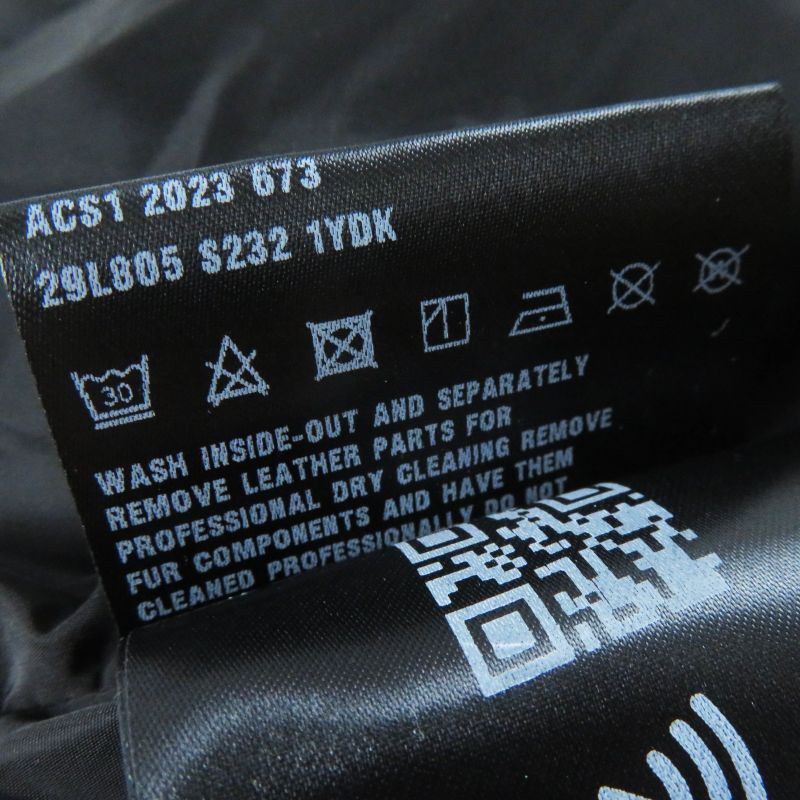 ACS1 2023 673
29L805 S232 1YDK
30
WASH INSIDE-OUT AND SEPARATELY
REMOVE LEATHER PARTS FOR
PROFESSIONAL DRY CLEANING REMOVE
FUR COMPONENTS AND HAVE THEM
CLEANED PROFESSIONALLY DO NOT